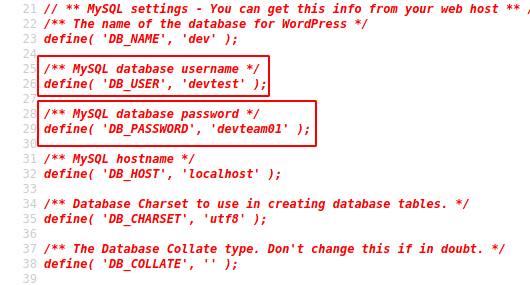 21 // ** MySQL settings - You can get this info from your web host ** /
22 /** The name of the database for WordPress */
23 define( 'DB_NAME', 'dev' );
24
25 /** MySQL database username */
26 define( 'DB_USER', 'devtest' );
27
28 /** MySQL database password */
29 define( 'DB_PASSWORD', 'devteam01' );
30
31 /** MySQL hostname */
32 define( 'DB_HOST', 'localhost' );
33
34 /** Database Charset to use in creating database tables. */
35 define( 'DB_CHARSET', 'utf8' );
36
37 /** The Database Collate type. Don't change this if in doubt. */
38 define( 'DB_COLLATE', '' );
39